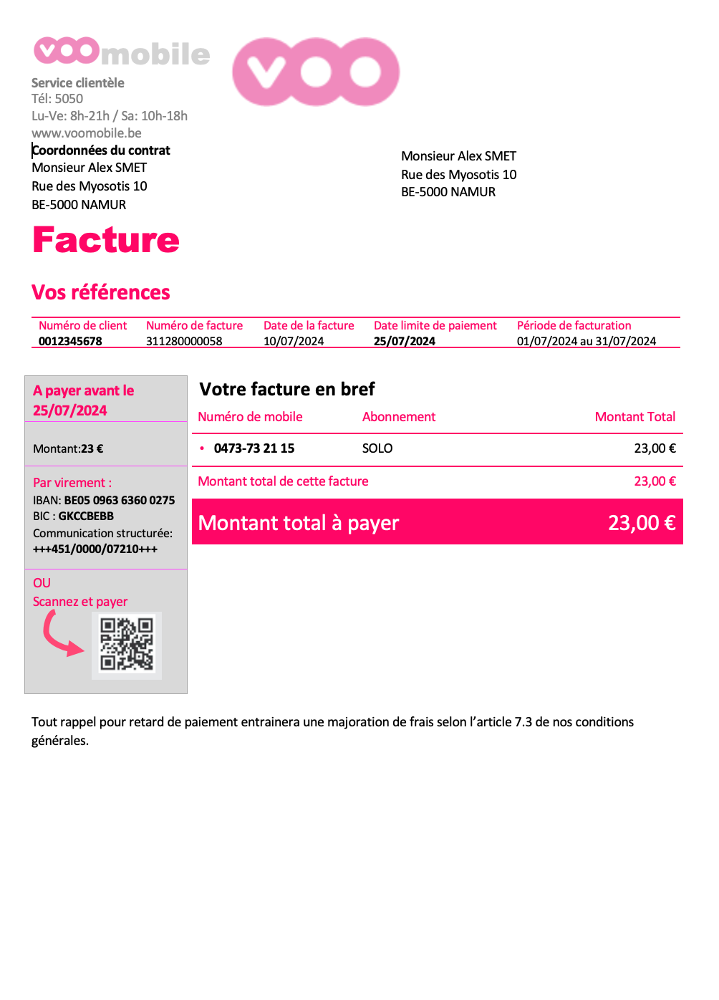 voomobile
voo
Service clientèle
Tél: 5050
Lu-Ve: 8h-21h / Sa: 10h-18h
www.voomobile.be
Coordonnées du contrat
Monsieur Alex SMET
Rue des Myosotis 10
BE-5000 NAMUR
Monsieur Alex SMET
Rue des Myosotis 10
BE-5000 NAMUR
Facture
Vos références
Numéro de client Numéro de facture Date de la facture Date limite de paiement Période de facturation
0012345678 311280000058 10/07/2024 25/07/2024 01/07/2024 au 31/07/2024
A payer avant le
25/07/2024
Montant:23 €
Par virement :
IBAN: BE05 0963 6360 0275
BIC : GKCCBEBB
Communication structurée:
+++451/0000/07210+++
OU
Scannez et payer
Votre facture en bref
Numéro de mobile Abonnement Montant Total
• 0473-73 21 15 SOLO 23,00 €
Montant total de cette facture 23,00 €
Montant total à payer 23,00 €
Tout rappel pour retard de paiement entrainera une majoration de frais selon l’article 7.3 de nos conditions
générales.